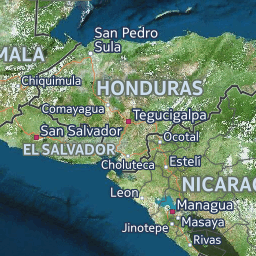 San Pedro
Sula
MALA
Chiquimula
HONDURAS
Comayagua
Tegucigalpa
San Salvador
Ocotal
EL SALVADOR
Choluteca
Estelí
Leon
NICARAG
Managua
Masaya
Jinotepe
Rivas